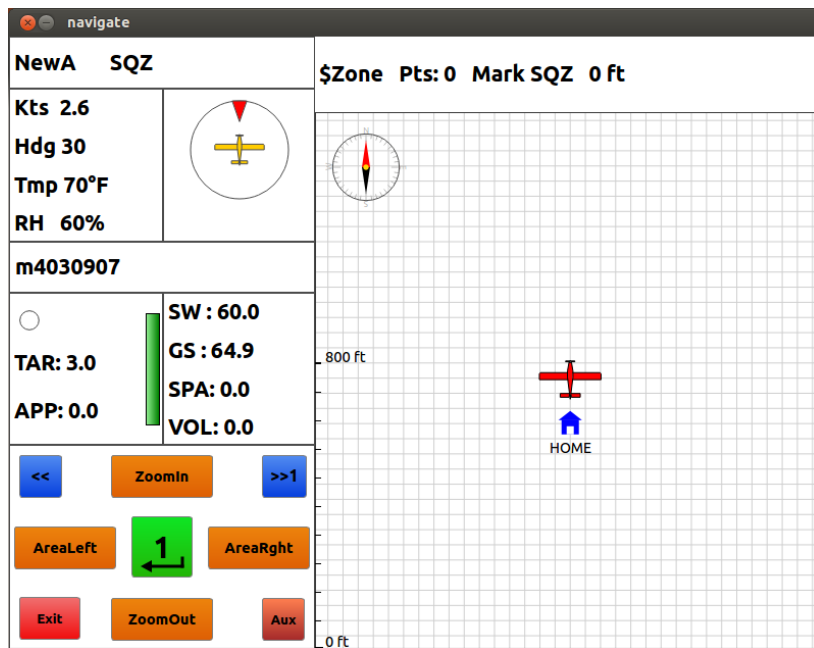 navigate
NewA SQZ
$Zone Pts: 0 Mark SQZ 0 ft
Kts 2.6
Hdg 30
Tmp 70°F
RH 60%
N
S
m4030907
TAR: 3.0
APP: 0.0
SW : 60.0
GS : 64.9
SPA: 0.0
VOL: 0.0
800 ft
HOME
0 ft
<< ZoomIn >>1
AreaLeft 1 AreaRght
Exit ZoomOut Aux